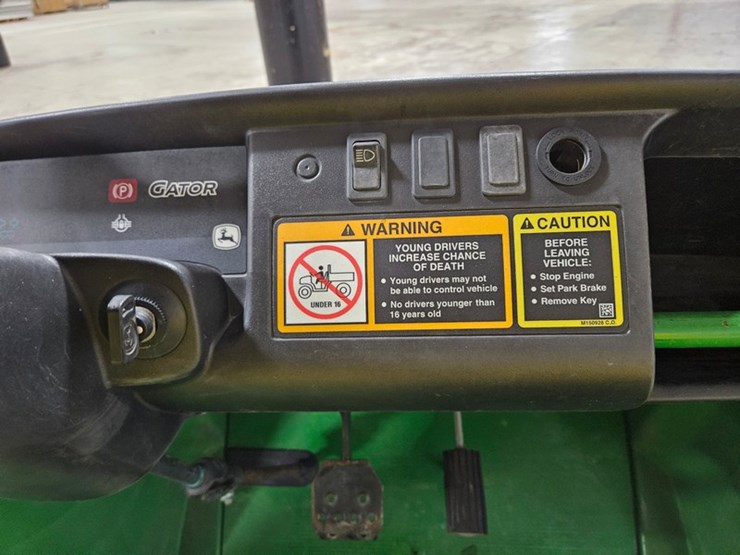 P
GATOR
WARNING
YOUNG DRIVERS
INCREASE CHANCE
OF DEATH
• Young drivers may not
be able to control vehicle
• No drivers younger than
16 years old
UNDER 16
CAUTION
BEFORE
LEAVING
VEHICLE:
• Stop Engine
• Set Park Brake
• Remove Key